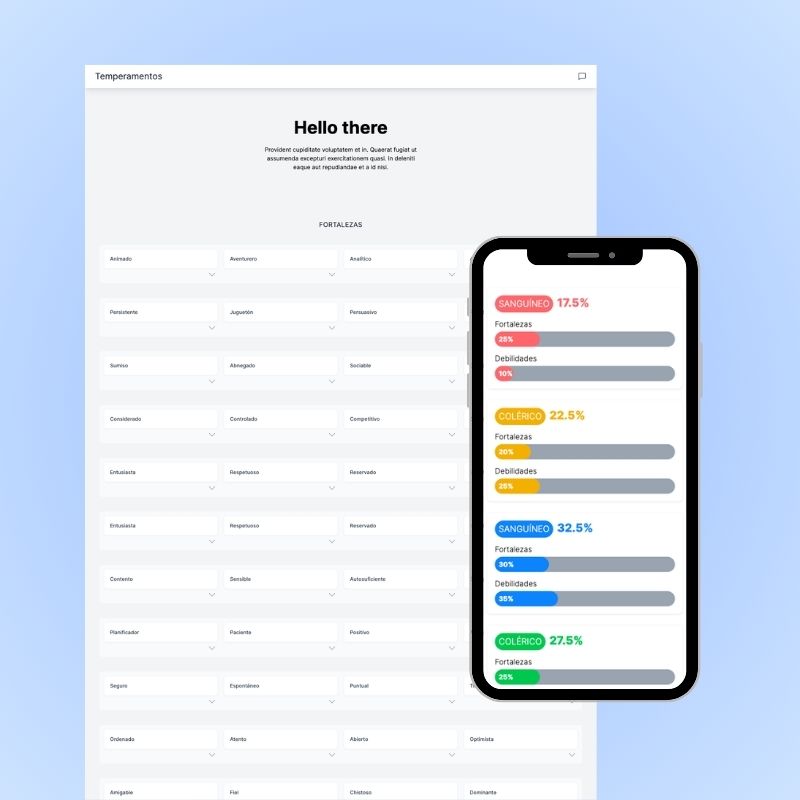 Temperamentos
Hello there
Provident cupiditate voluptatem et in. Quaerat fugiat ut
assumenda excepturi exercitationem quasi. In deleniti
eaque aut repudiandae et a id nisi.
FORTALEZAS
Animado Aventurero Analítico
Persistente Juguetón Persuasivo
Sumiso Abnegado Sociable
Considerado Controlado Competitivo
Entusiasta Respetuoso Reservado
Entusiasta Respetuoso Reservado
Contento Sensible Autosuficiente
Planificador Paciente Positivo
Seguro Espontáneo Puntual
Ordenado Atento Abierto Optimista
Amigable Fiel Chistoso Dominante
SANGUÍNEO 17.5%
Fortalezas
25%
Debilidades
10%
COLÉRICO 22.5%
Fortalezas
20%
Debilidades
25%
SANGUÍNEO 32.5%
Fortalezas
30%
Debilidades
35%
COLÉRICO 27.5%
Fortalezas
25%